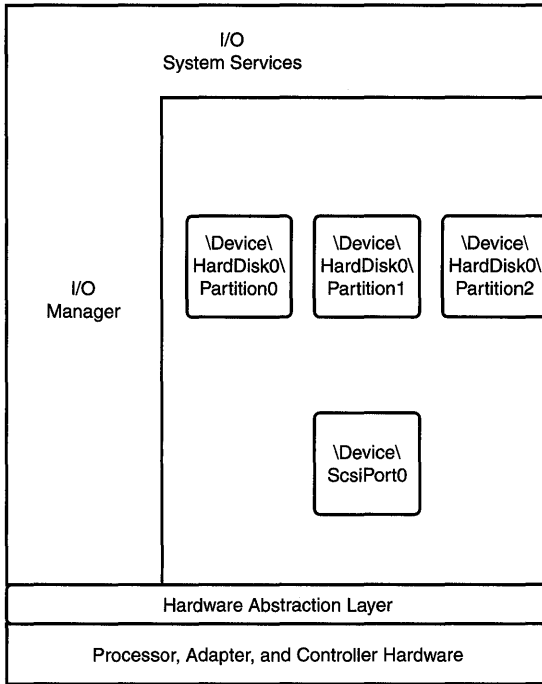 I/O
System Services
\Device\
HardDisk0\
Partition0
\Device\
HardDisk0\
Partition1
\Device\
HardDisk0\
Partition2
I/O
Manager
\Device\
ScsiPort0
Hardware Abstraction Layer
Processor, Adapter, and Controller Hardware